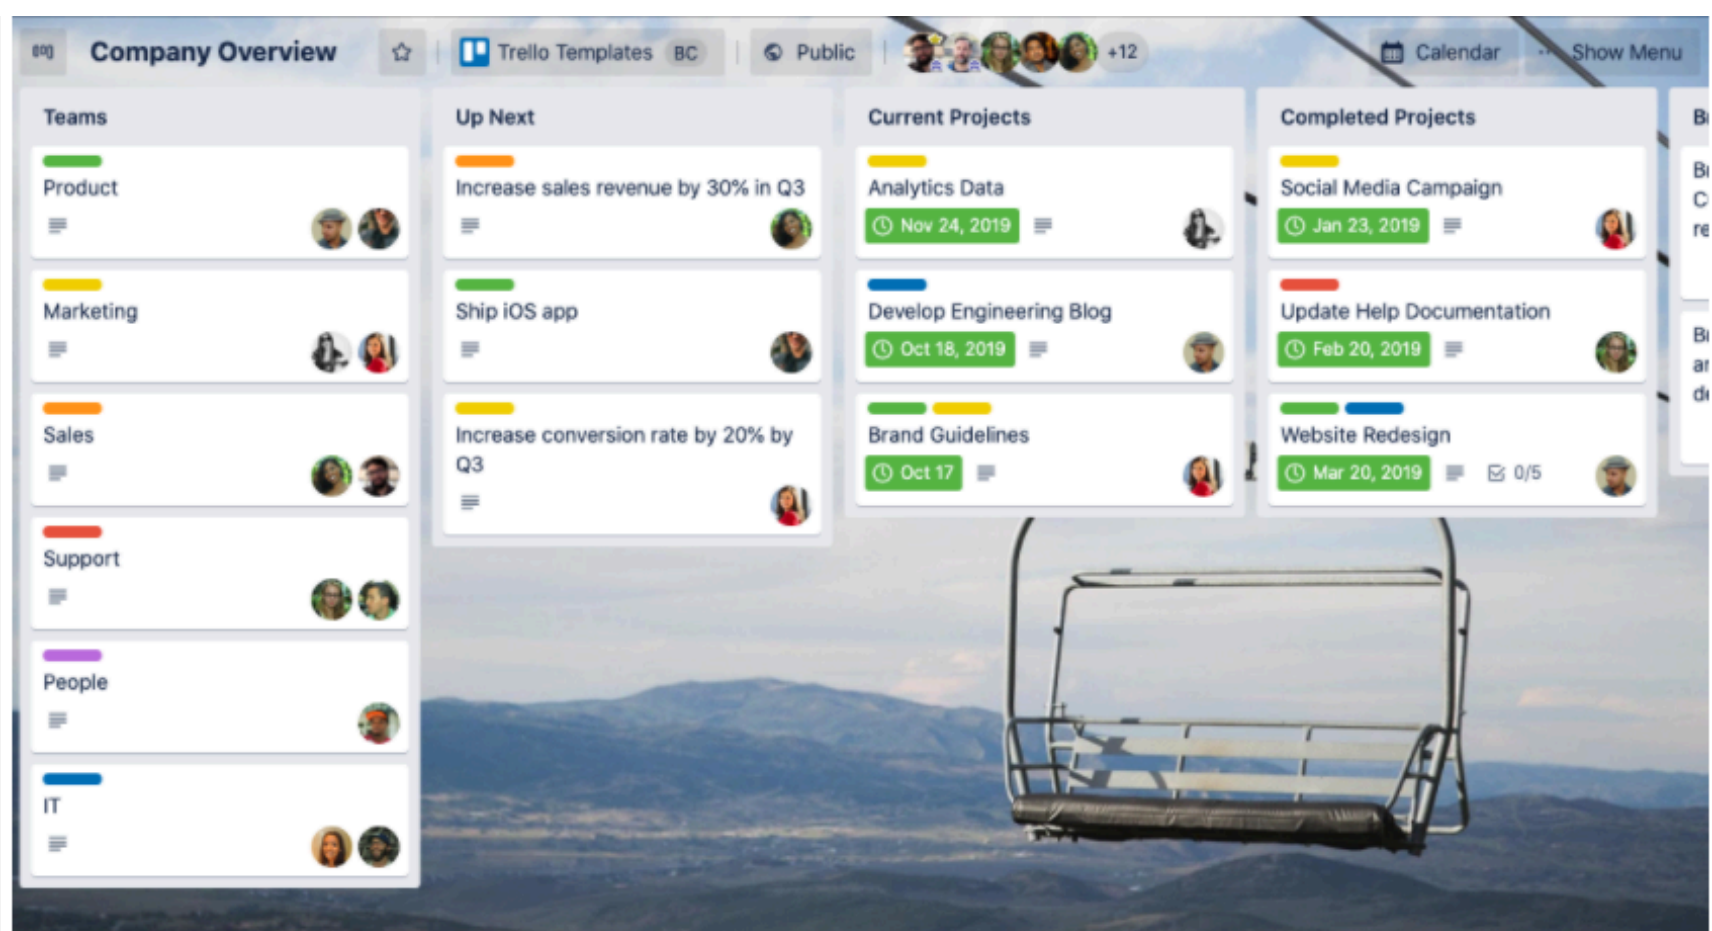 Company Overview
Trello Templates BC
Public
+12
Calendar
Show Menu
Teams
Product
Marketing
Sales
Support
People
IT
Up Next
Increase sales revenue by 30% in Q3
Ship iOS app
Increase conversion rate by 20% by
Q3
Current Projects
Analytics Data
Nov 24, 2019
Develop Engineering Blog
Oct 18, 2019
Brand Guidelines
Oct 17
Completed Projects
Social Media Campaign
Jan 23, 2019
Update Help Documentation
Feb 20, 2019
Website Redesign
Mar 20, 2019 0/5